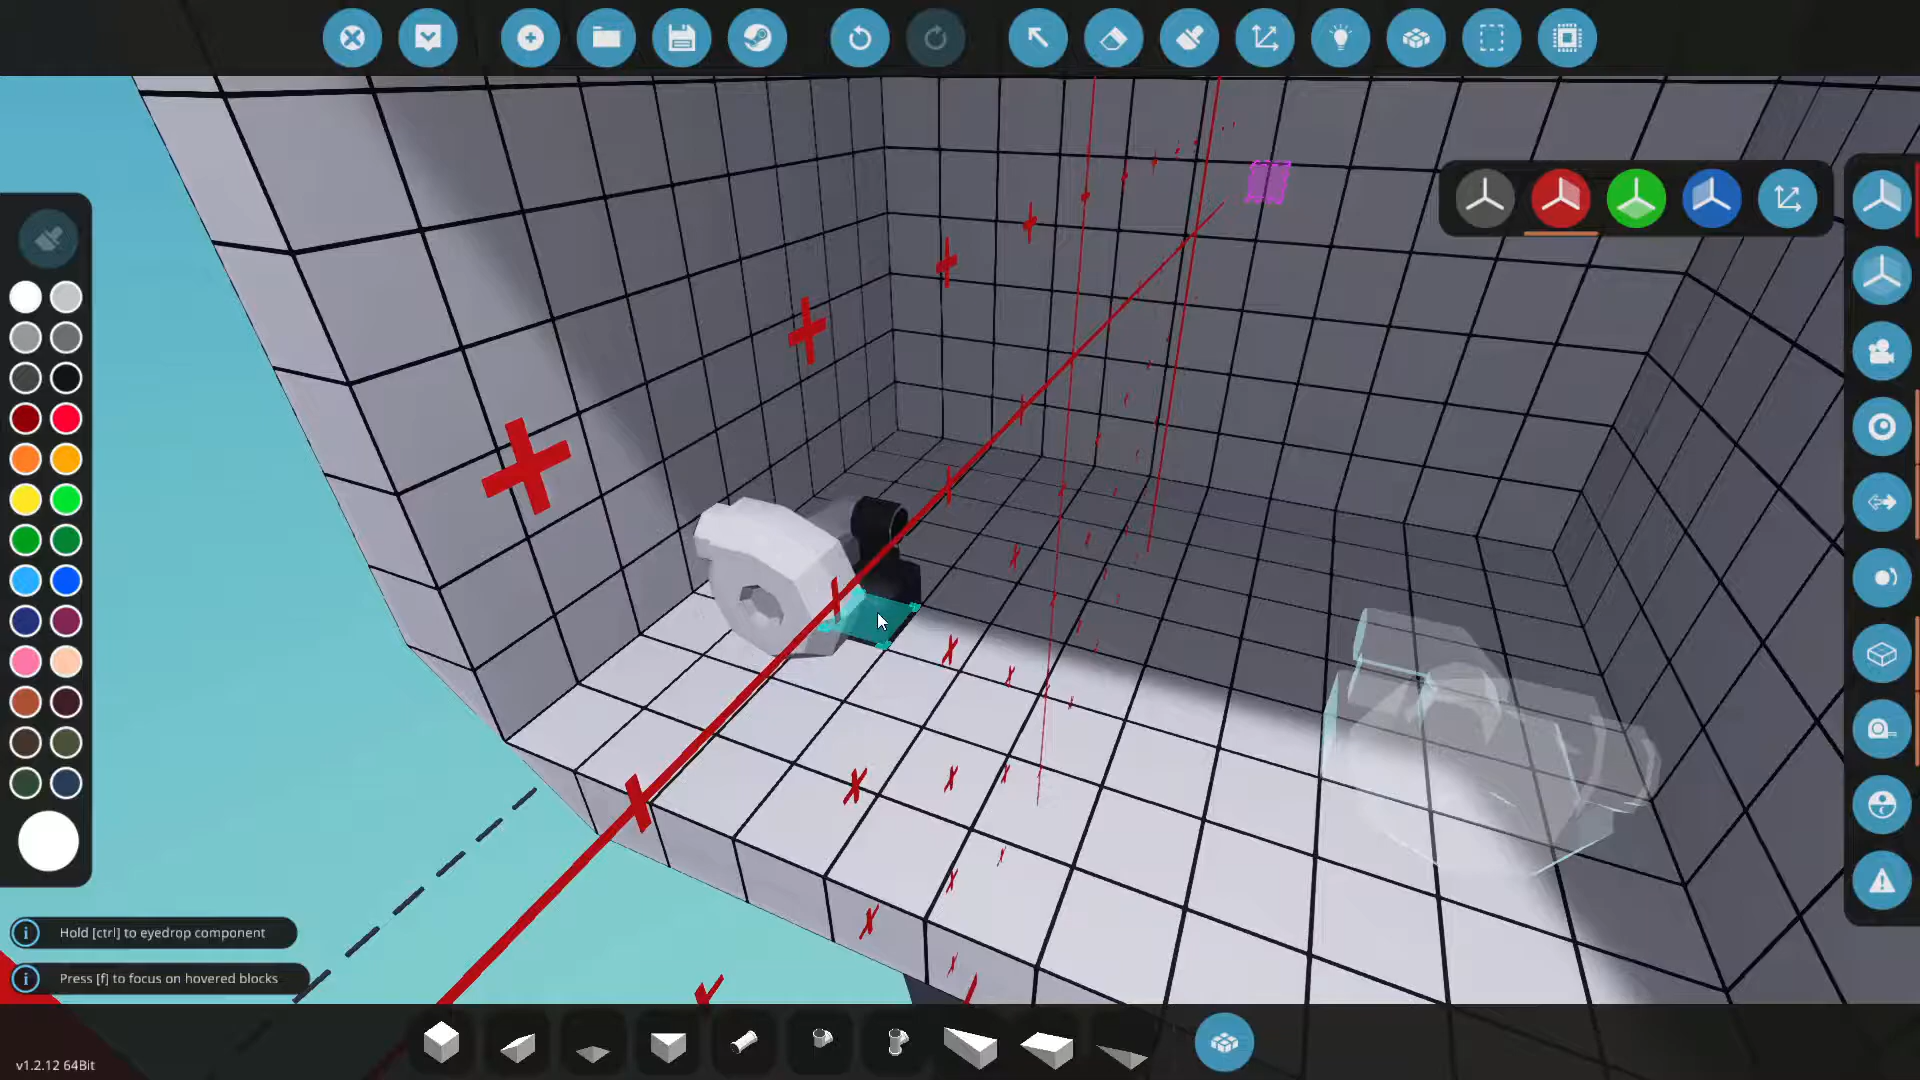 Hold [ctrl] to eyedrop component
Press [f] to focus on hovered blocks
v1.2.12 64Bit